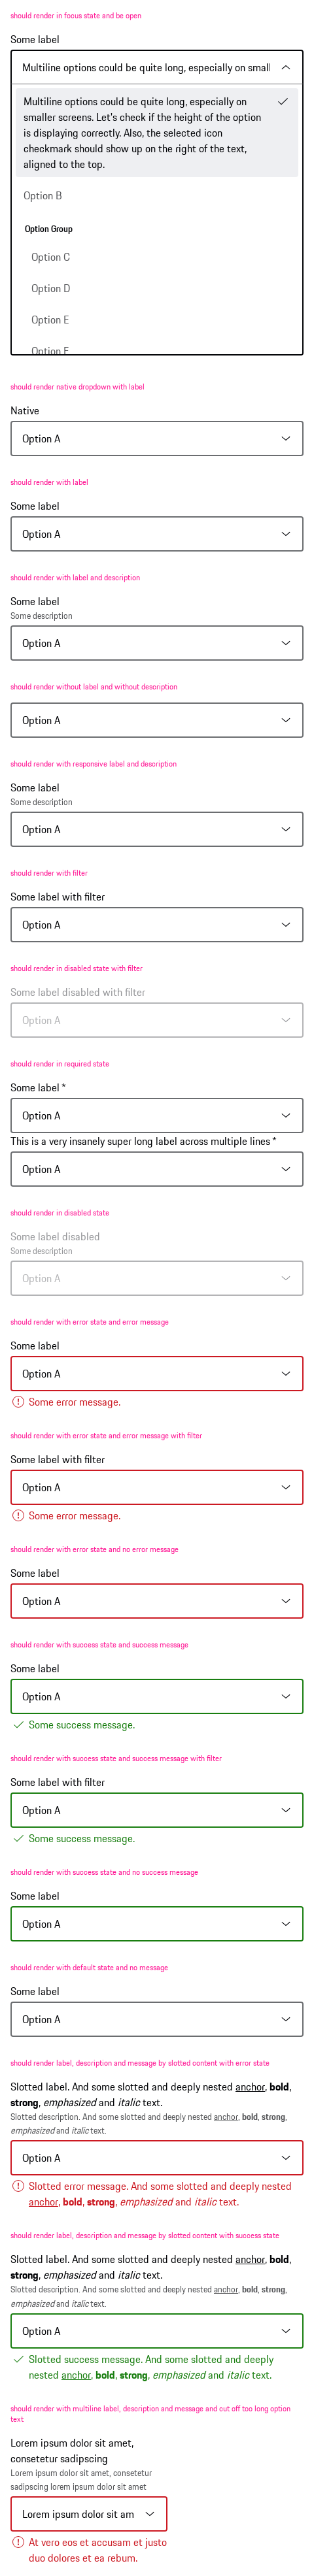 should render in focus state and be open
Some label
Multiline options could be quite long, especially on small
Multiline options could be quite long, especially on
smaller screens. Let's check if the height of the option
is displaying correctly. Also, the selected icon
checkmark should show up on the right of the text,
aligned to the top.
Option B
Option Group
Option C
Option D
Option E
Option F
should render native dropdown with label
Native
Option A
should render with label
Some label
Option A
should render with label and description
Some label
Some description
Option A
should render without label and without description
Option A
should render with responsive label and description
Some label
Some description
Option A
should render with filter
Some label with filter
Option A
should render in disabled state with filter
Some label disabled with filter
Option A
should render in required state
Some label *
Option A
This is a very insanely super long label across multiple lines *
Option A
should render in disabled state
Some label disabled
Some description
Option A
should render with error state and error message
Some label
Option A
Some error message.
should render with error state and error message with filter
Some label with filter
Option A
Some error message.
should render with error state and no error message
Some label
Option A
should render with success state and success message
Some label
Option A
Some success message.
should render with success state and success message with filter
Some label with filter
Option A
Some success message.
should render with success state and no success message
Some label
Option A
should render with default state and no message
Some label
Option A
should render label, description and message by slotted content with error state
Slotted label. And some slotted and deeply nested anchor, bold,
strong, emphasized and italic text.
Slotted description. And some slotted and deeply nested anchor, bold, strong,
emphasized and italic text.
Option A
Slotted error message. And some slotted and deeply nested
anchor, bold, strong, emphasized and italic text.
should render label, description and message by slotted content with success state
Slotted label. And some slotted and deeply nested anchor, bold,
strong, emphasized and italic text.
Slotted description. And some slotted and deeply nested anchor, bold, strong,
emphasized and italic text.
Option A
Slotted success message. And some slotted and deeply
nested anchor, bold, strong, emphasized and italic text.
should render with multiline label, description and message and cut off too long option
text
Lorem ipsum dolor sit amet,
consetetur sadipscing
Lorem ipsum dolor sit amet, consetetur
sadipscing lorem ipsum dolor sit amet
Lorem ipsum dolor sit am
At vero eos et accusam et justo
duo dolores et ea rebum.